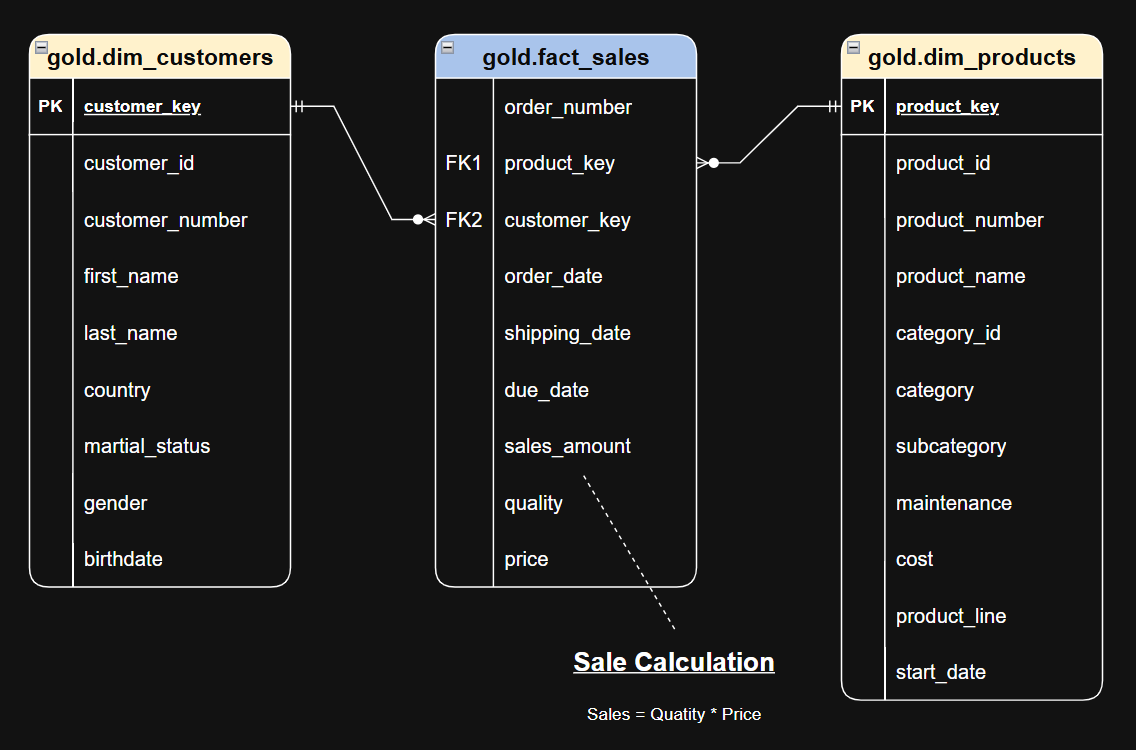 gold.dim_customers
PK customer_key
customer_id
customer_number
first_name
last_name
country
martial_status
gender
birthdate
gold.fact_sales
order_number
FK1 product_key
FK2 customer_key
order_date
shipping_date
due_date
sales_amount
quality
price
gold.dim_products
PK product_key
product_id
product_number
product_name
category_id
category
subcategory
maintenance
cost
product_line
start_date
Sale Calculation
Sales = Quatity * Price